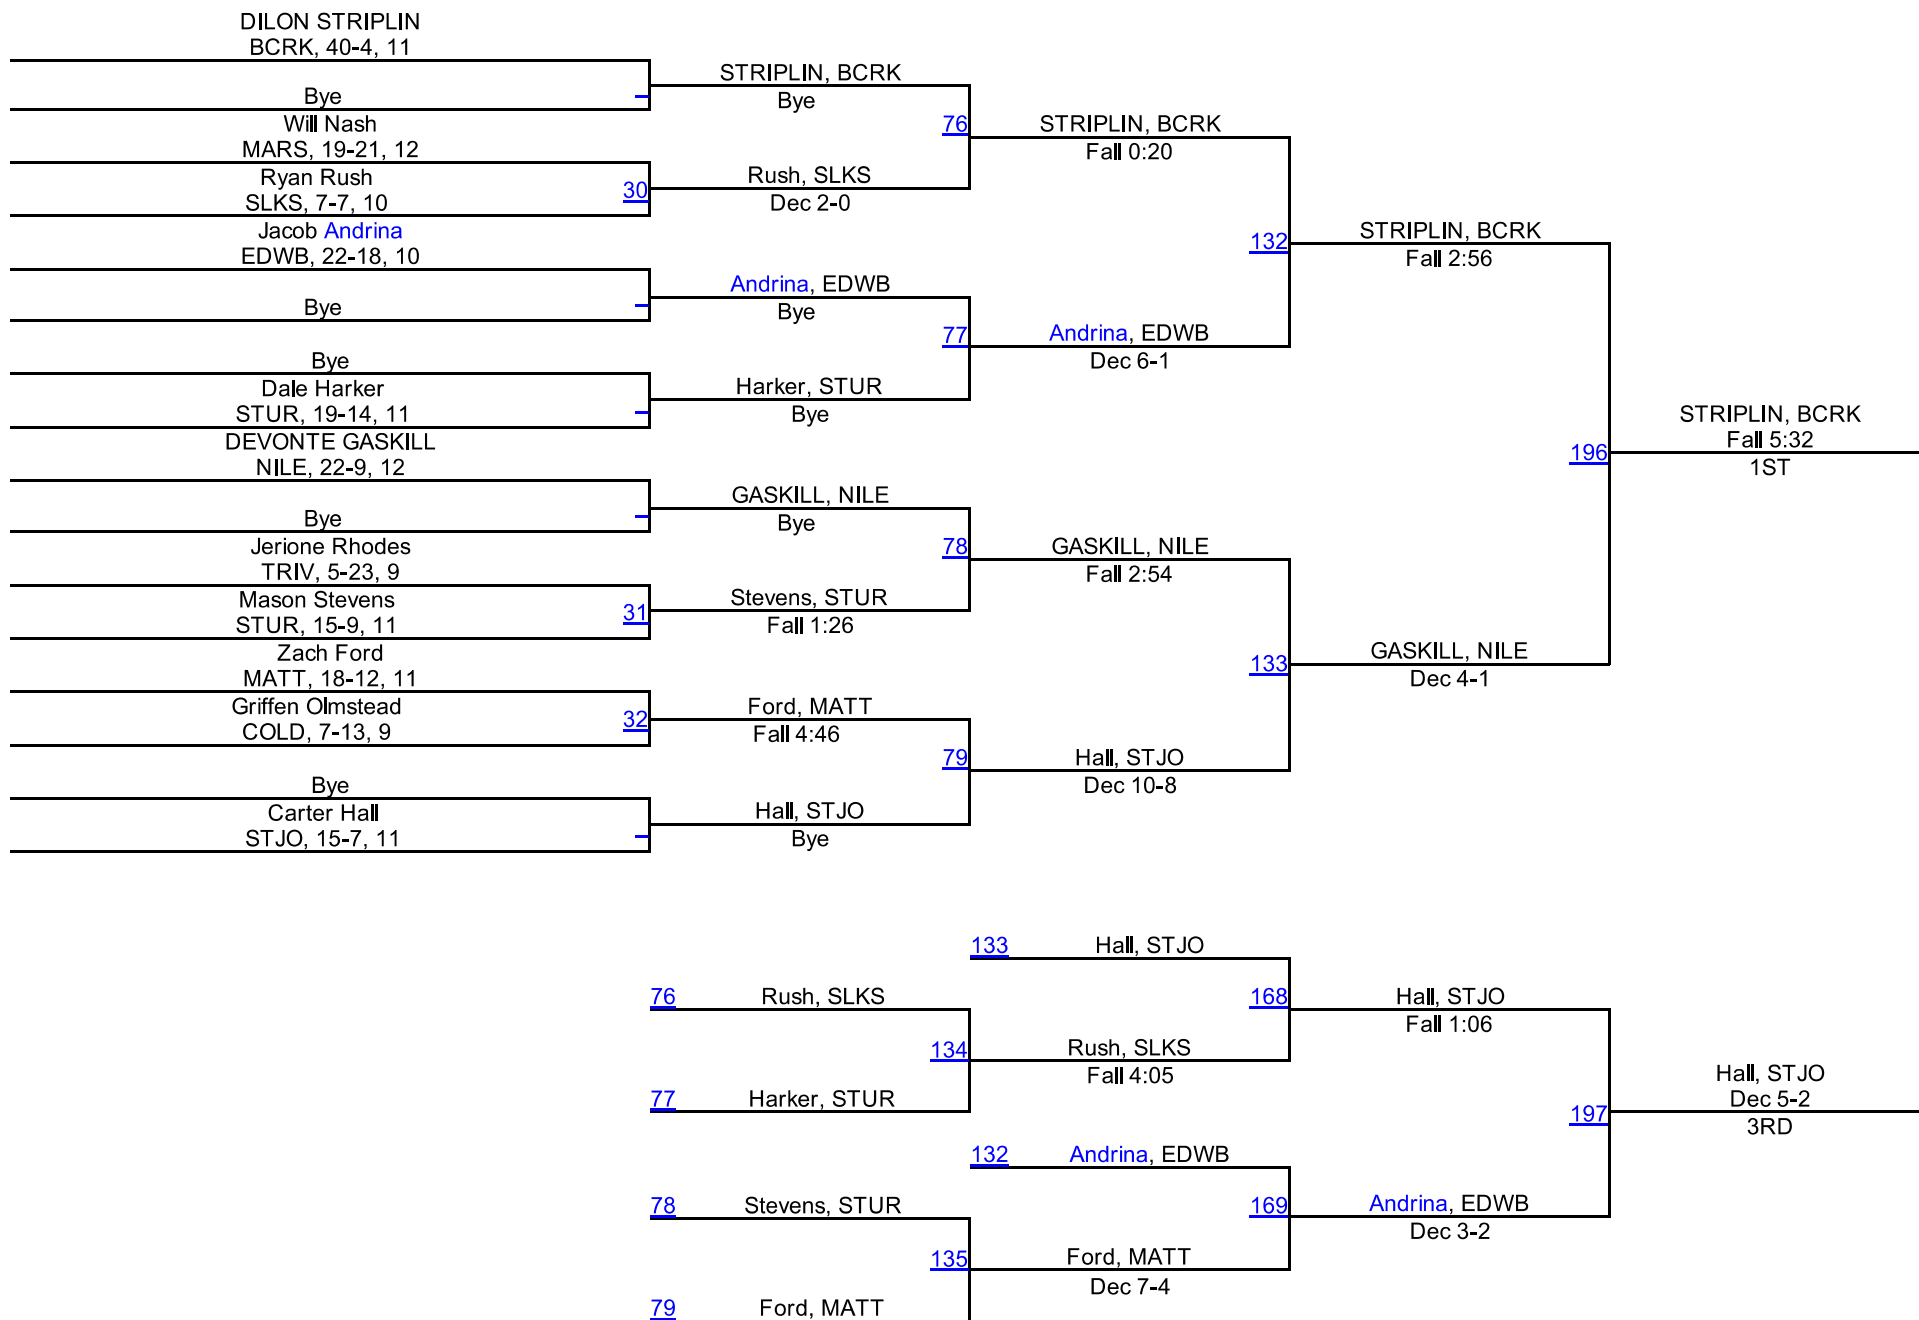 DILON STRIPLIN
BCRK, 40-4, 11
Bye
Will Nash
MARS, 19-21, 12
Ryan Rush
SLKS, 7-7, 10
30
Jacob Andrina
EDWB, 22-18, 10
Bye
Bye
Dale Harker
STUR, 19-14, 11
DEVONTE GASKILL
NILE, 22-9, 12
Bye
Jerione Rhodes
TRIV, 5-23, 9
Mason Stevens
STUR, 15-9, 11
31
Zach Ford
MATT, 18-12, 11
Griffen Olmstead
COLD, 7-13, 9
32
Bye
Carter Hall
STJO, 15-7, 11
STRIPLIN, BCRK
Bye
76
Rush, SLKS
Dec 2-0
Andrina, EDWB
Bye
77
Harker, STUR
Bye
GASKILL, NILE
Bye
78
Stevens, STUR
Fall 1:26
Ford, MATT
Fall 4:46
79
Hall, STJO
Bye
STRIPLIN, BCRK
Fall 0:20
132
Andrina, EDWB
Dec 6-1
GASKILL, NILE
Fall 2:54
133
Hall, STJO
Dec 10-8
STRIPLIN, BCRK
Fall 2:56
196
GASKILL, NILE
Dec 4-1
STRIPLIN, BCRK
Fall 5:32
1ST
76
Rush, SLKS
134
77
Harker, STUR
78
Stevens, STUR
135
79
Ford, MATT
133
Hall, STJO
168
Rush, SLKS
Fall 4:05
132
Andrina, EDWB
169
Ford, MATT
Dec 7-4
Hall, STJO
Fall 1:06
197
Andrina, EDWB
Dec 3-2
Hall, STJO
Dec 5-2
3RD